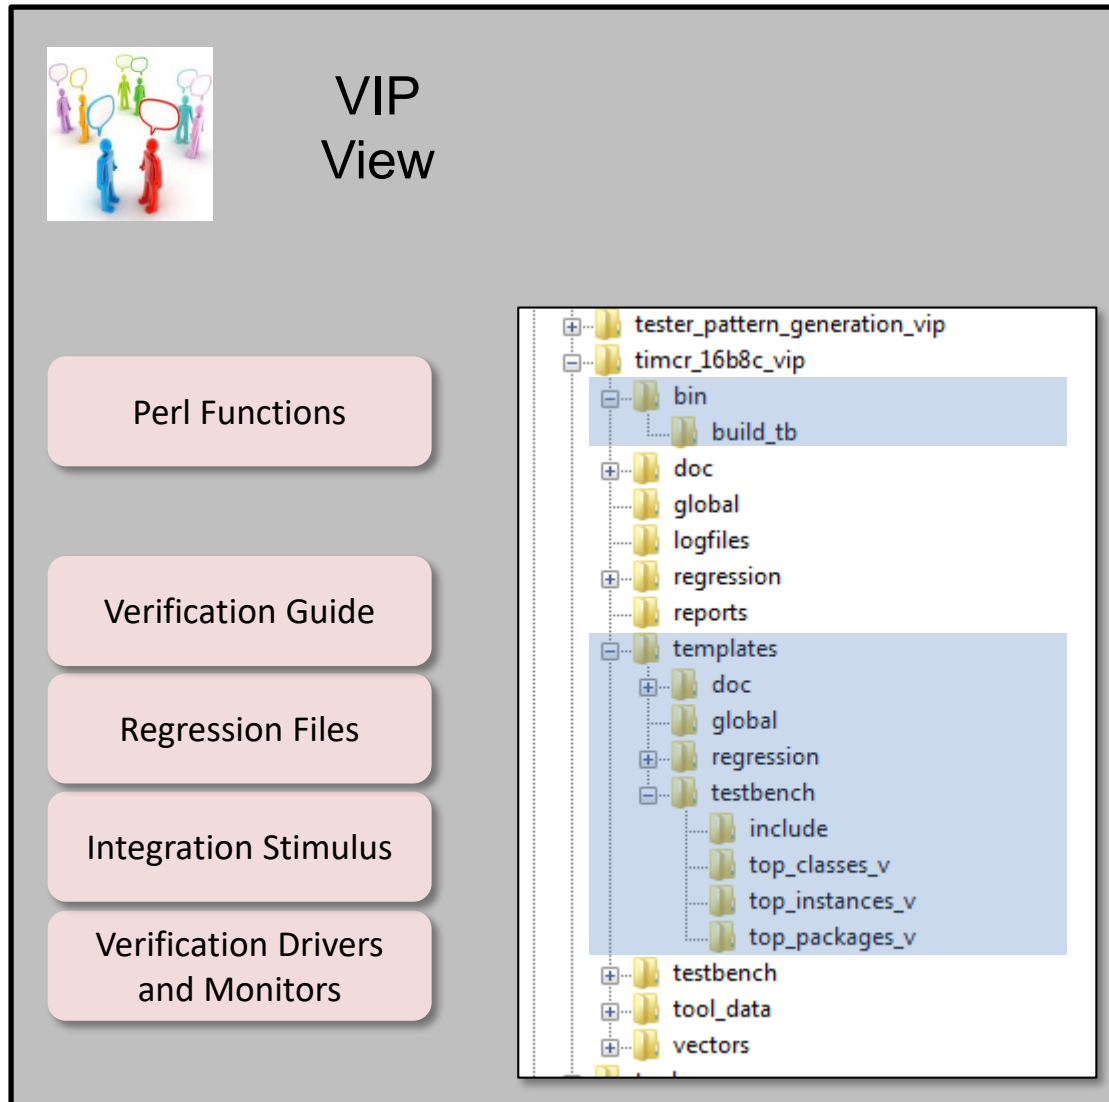 VIP
View
Perl Functions
Verification Guide
Regression Files
Integration Stimulus
Verification Drivers
and Monitors
tester_pattern_generation_vip
timcr_16b8c_vip
bin
build_tb
doc
global
logfiles
regression
reports
templates
doc
global
regression
testbench
include
top_classes_v
top_instances_v
top_packages_v
testbench
tool_data
vectors